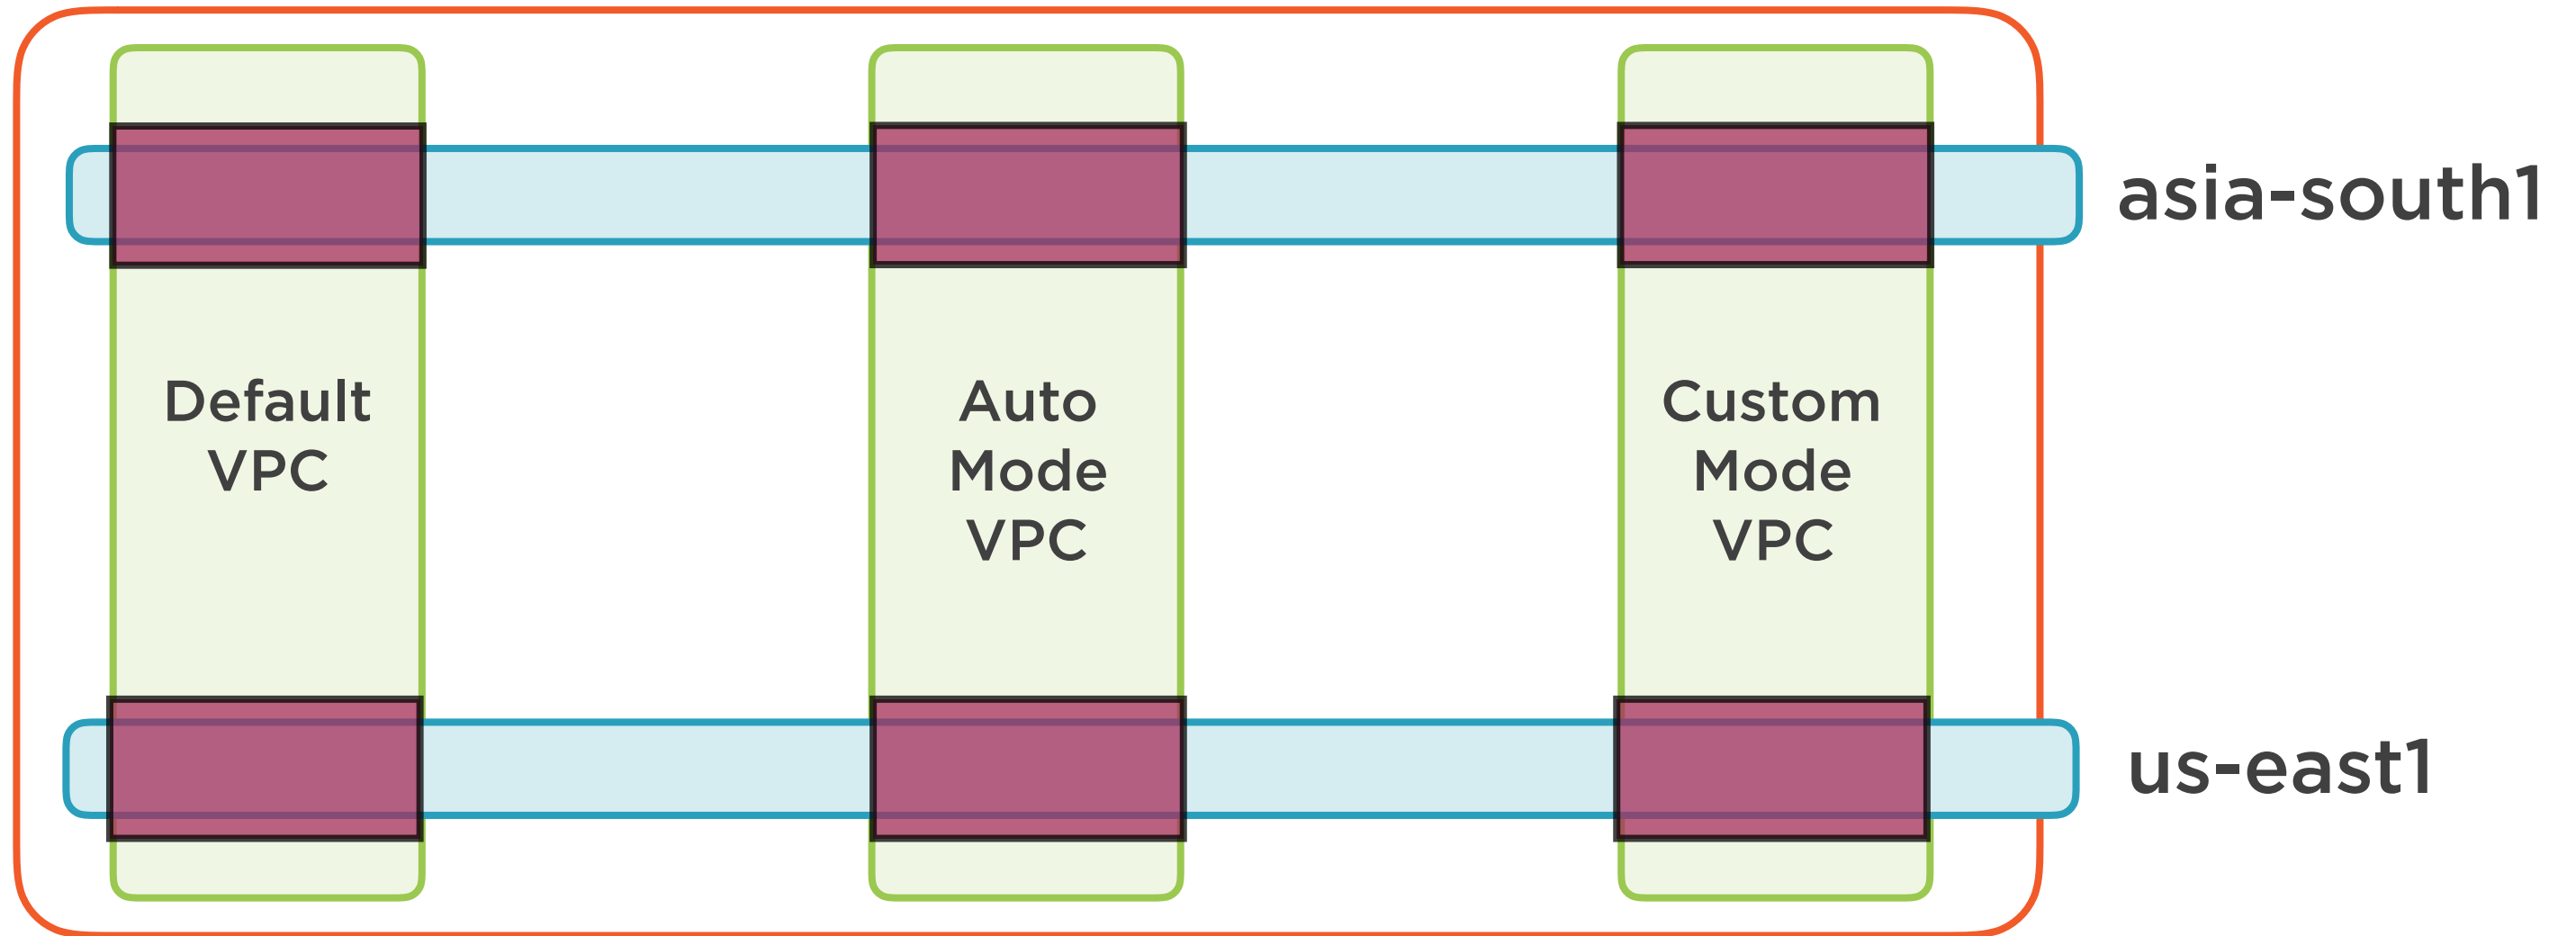 asia-south1
Default
VPC
Auto
Mode
VPC
Custom
Mode
VPC
us-east1